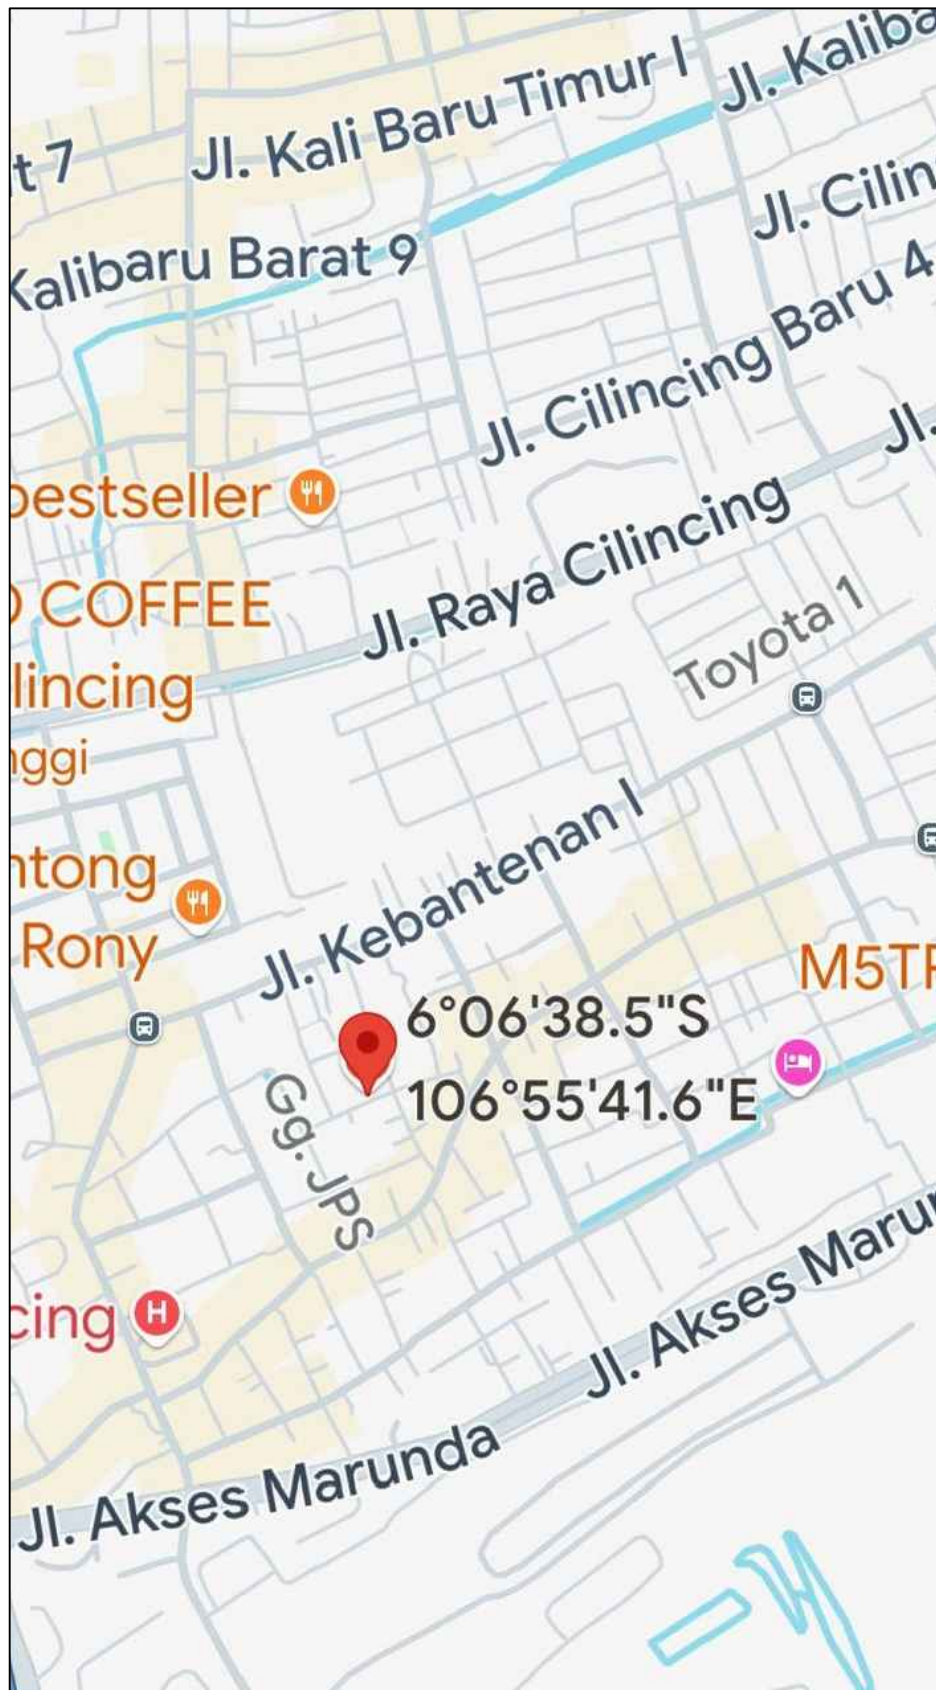 Jl. Kaliba
Jl. Kali Baru Timur I
t 7
Jl. Cilin
Kalibaru Barat 9
Jl. Cilincing Baru 4
Jl.
bestseller
Jl. Raya Cilincing
COFFEE
Toyota 1
lincing
nggi
Jl. Kebantenan I
ntong
Rony
M5TR
6°06'38.5"S
106°55'41.6"E
Gg. JPS
Jl. Akses Marun
cing
H
Jl. Akses Marunda